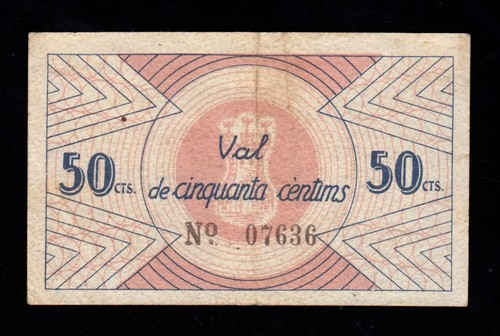 Val
50 CTS. de cinquanta cèntims 50 CTS.
Nº 07636